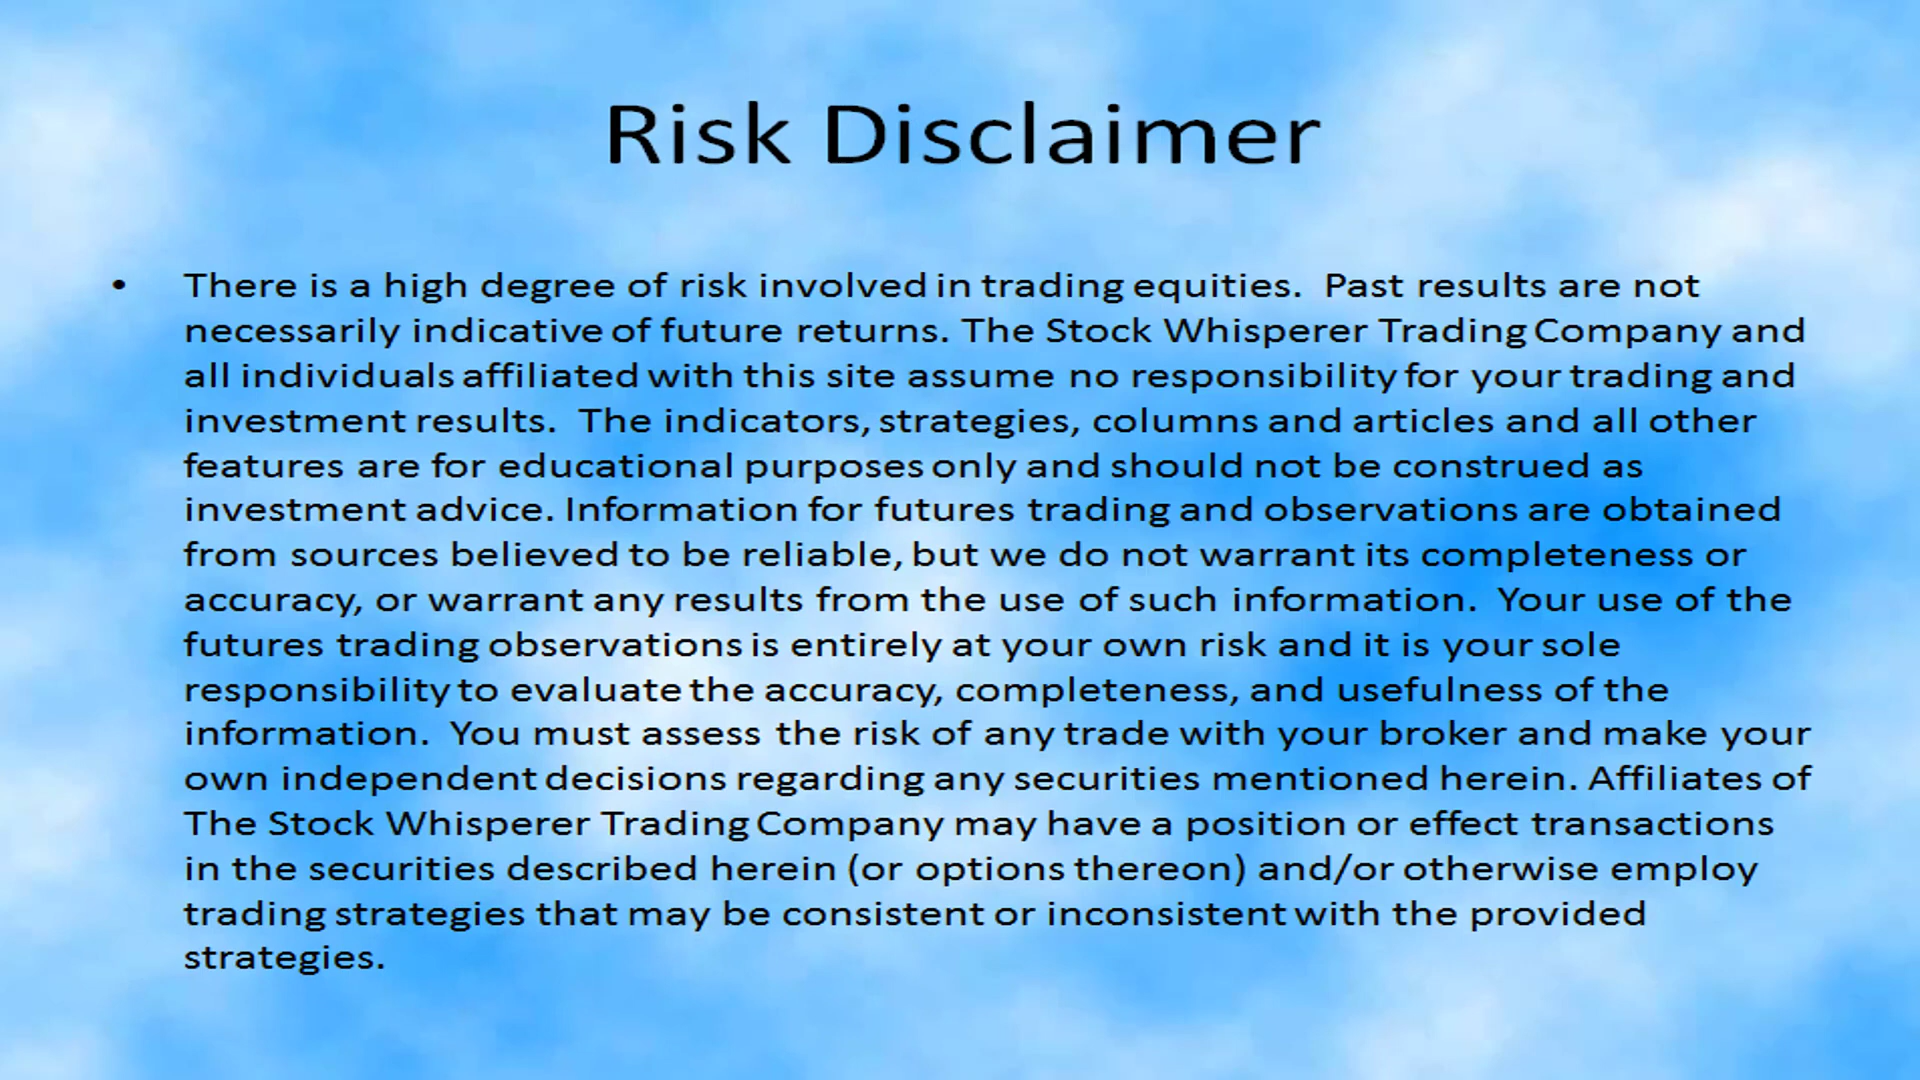 Risk Disclaimer
• There is a high degree of risk involved in trading equities.  Past results are not
necessarily indicative of future returns. The Stock Whisperer Trading Company and
all individuals affiliated with this site assume no responsibility for your trading and
investment results.  The indicators, strategies, columns and articles and all other
features are for educational purposes only and should not be construed as
investment advice. Information for futures trading and observations are obtained
from sources believed to be reliable, but we do not warrant its completeness or
accuracy, or warrant any results from the use of such information.  Your use of the
futures trading observations is entirely at your own risk and it is your sole
responsibility to evaluate the accuracy, completeness, and usefulness of the
information.  You must assess the risk of any trade with your broker and make your
own independent decisions regarding any securities mentioned herein. Affiliates of
The Stock Whisperer Trading Company may have a position or effect transactions
in the securities described herein (or options thereon) and/or otherwise employ
trading strategies that may be consistent or inconsistent with the provided
strategies.